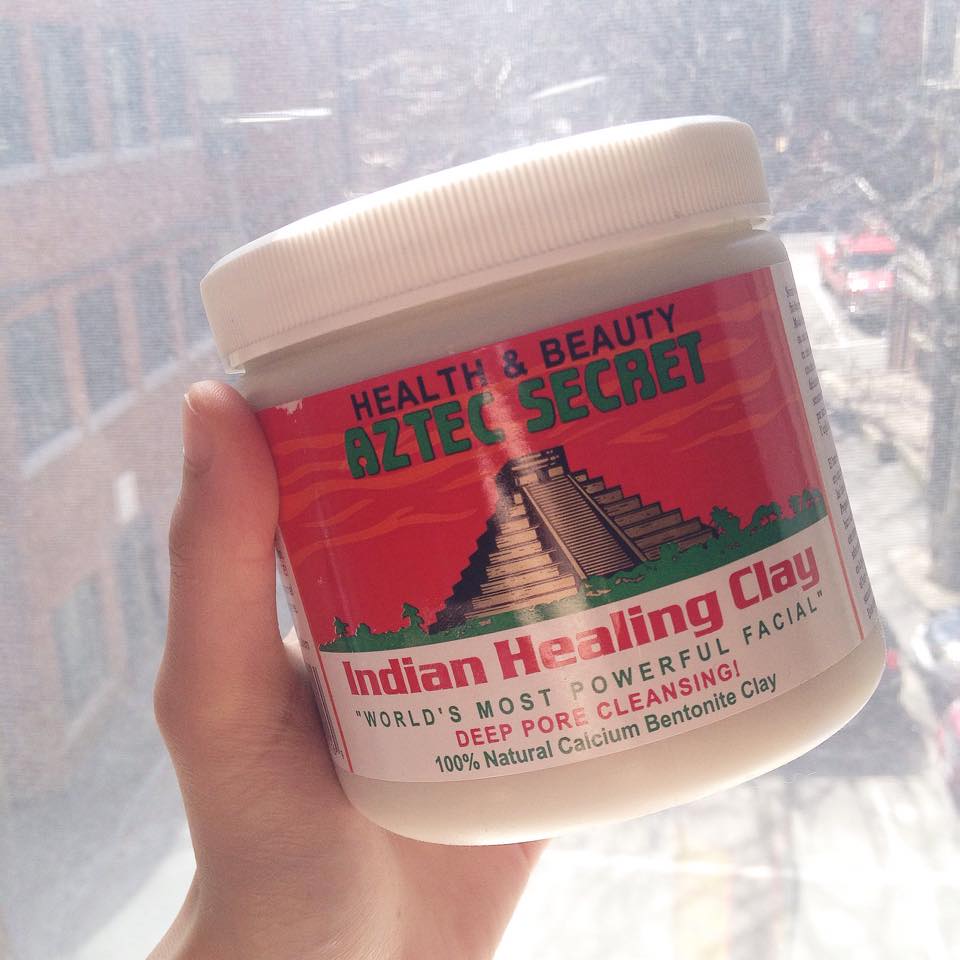 HEALTH & BEAUTY
AZTEC SECRET
Indian Healing Clay
"WORLD'S MOST POWERFUL FACIAL"
DEEP PORE CLEANSING!
100% Natural Calcium Bentonite Clay